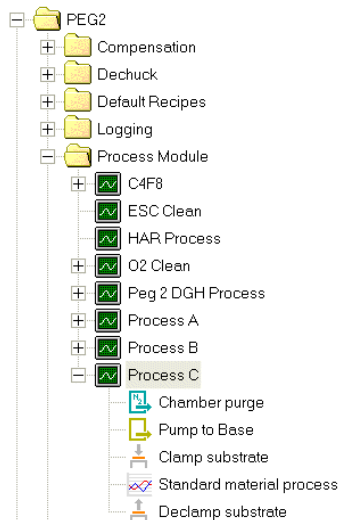 PEG2
Compensation
Dechuck
Default Recipes
Logging
Process Module
C4F8
ESC Clean
HAR Process
O2 Clean
Peg 2 DGH Process
Process A
Process B
Process C
N2 Chamber purge
Pump to Base
Clamp substrate
Standard material process
Declamp substrate